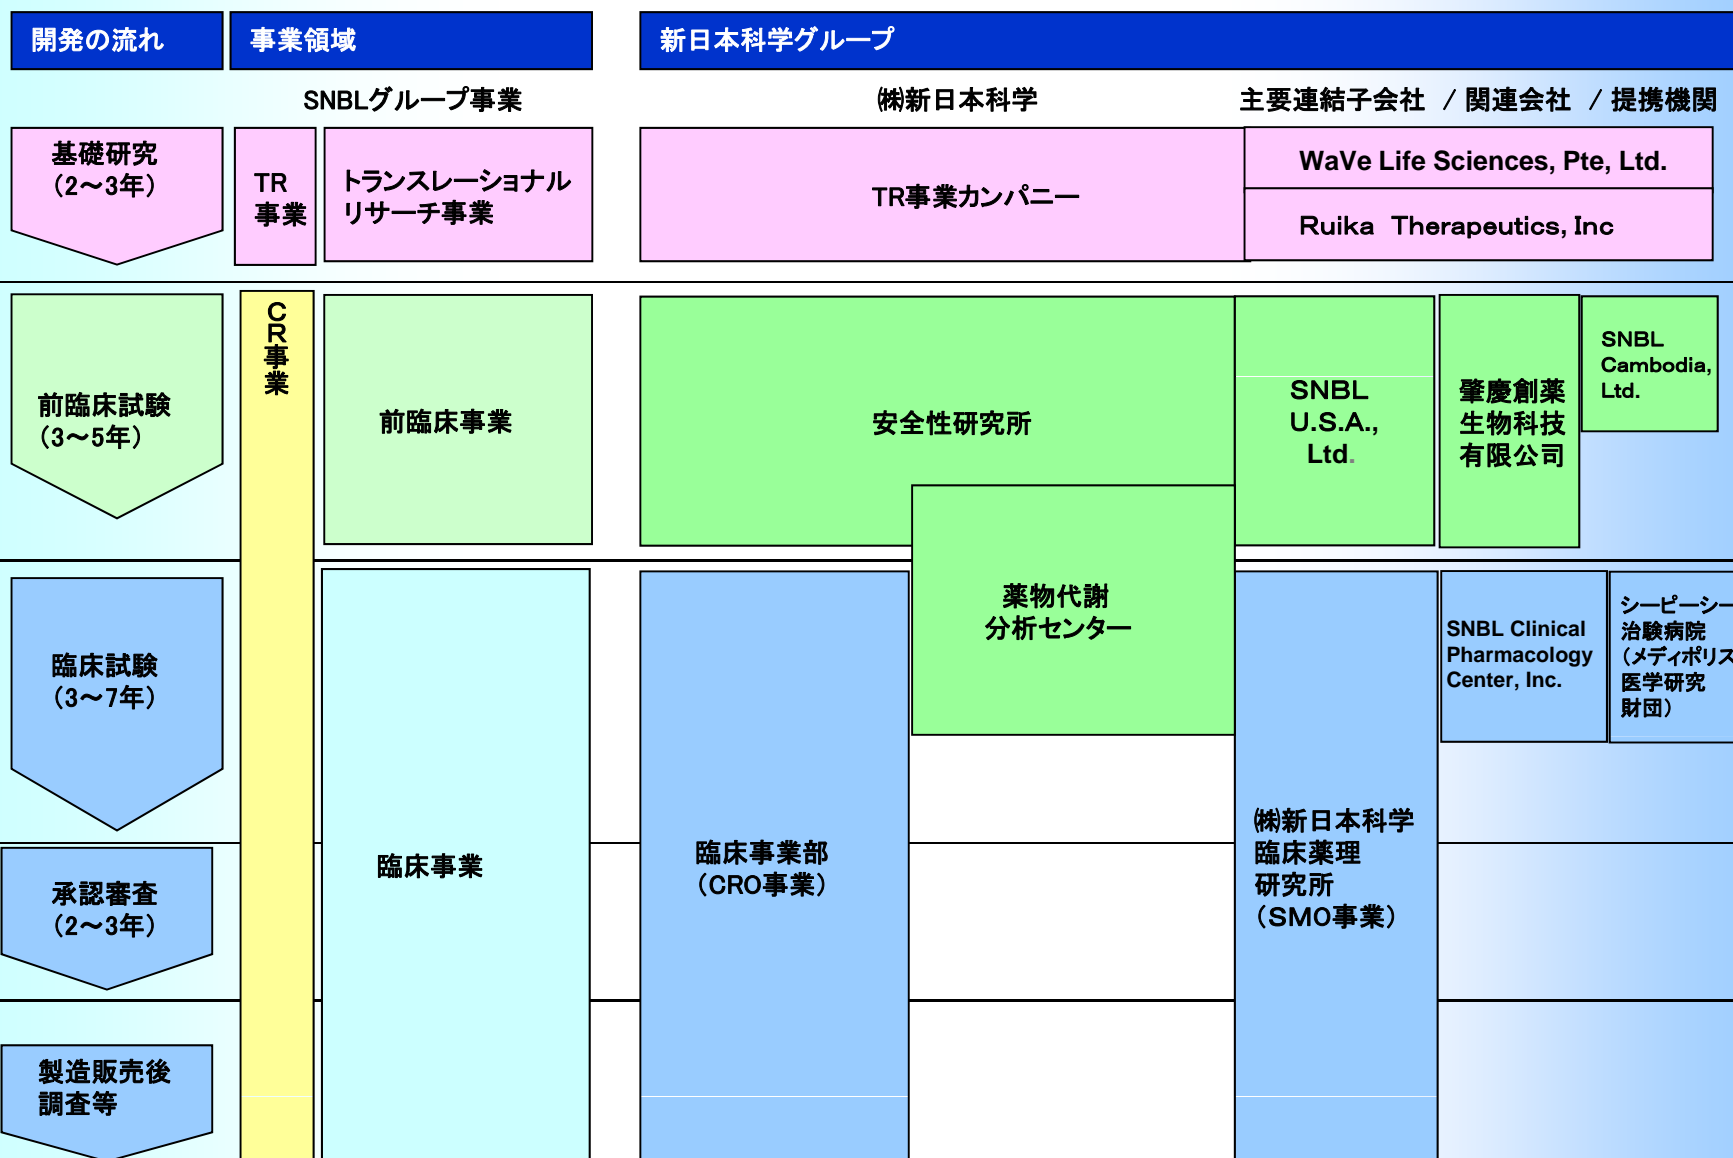 開発の流れ
事業領域
新日本科学グループ
SNBLグループ事業
㈱新日本科学
主要連結子会社 / 関連会社 / 提携機関
基礎研究
（2～3年）
TR
事業
トランスレーショナル
リサーチ事業
TR事業カンパニー
WaVe Life Sciences, Pte, Ltd.
Ruika Therapeutics, Inc
前臨床試験
（3～5年）
CR事業
前臨床事業
安全性研究所
SNBL
U.S.A.,
Ltd.
肇慶創薬
生物科技
有限公司
SNBL
Cambodia,
Ltd.
臨床試験
（3～7年）
薬物代謝
分析センター
SNBL Clinical
Pharmacology
Center, Inc.
シーピーシー
治験病院
（メディポリス
医学研究
財団）
臨床事業
臨床事業部
（CRO事業）
㈱新日本科学
臨床薬理
研究所
（SMO事業）
承認審査
（2～3年）
製造販売後
調査等